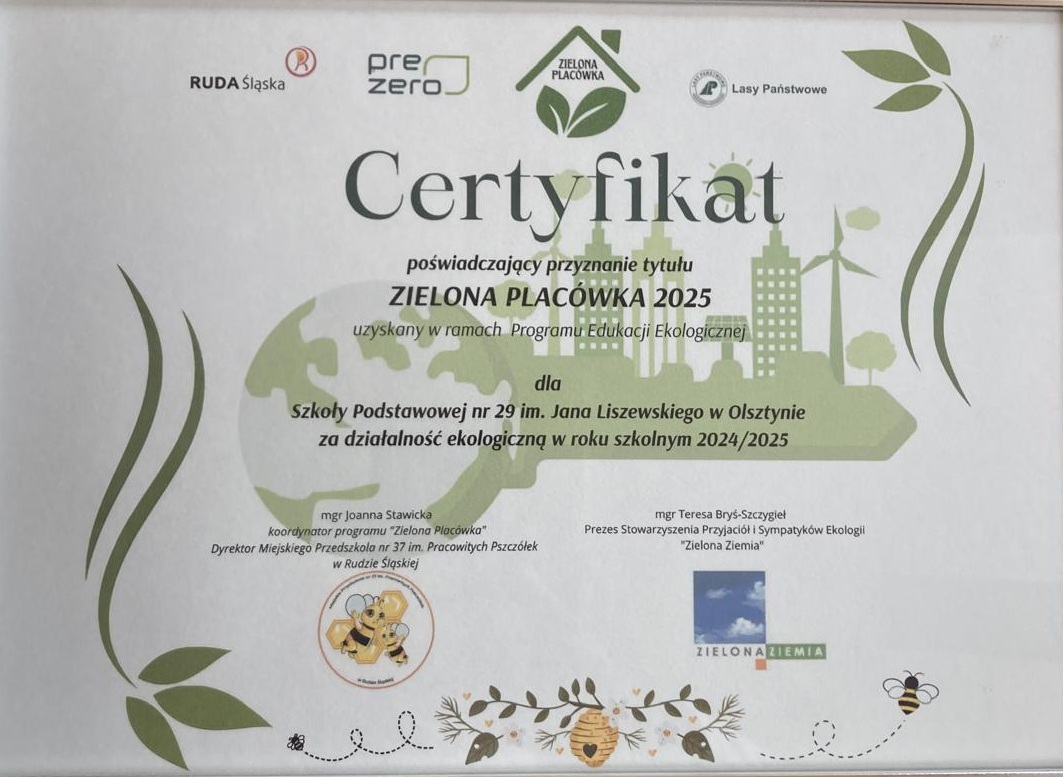 RUDA Śląska
pre zero
ZIELONA
PLACÓWKA
Lasy Państwowe
Certyfikat
poświadczający przyznanie tytułu
ZIELONA PLACÓWKA 2025
uzyskany w ramach Programu Edukacji Ekologicznej
dla
Szkoły Podstawowej nr 29 im. Jana Liszewskiego w Olsztynie
za działalność ekologiczną w roku szkolnym 2024/2025
mgr Joanna Stawicka
koordynator programu "Zielona Placówka"
Dyrektor Miejskiego Przedszkola nr 37 im. Pracowitych Pszczółek
w Rudzie Śląskiej
mgr Teresa Bryś-Szczygieł
Prezes Stowarzyszenia Przyjaciół i Sympatyków Ekologii
"Zielona Ziemia"
w Rudzie Śląskiej
ZIELONA ZIEMIA